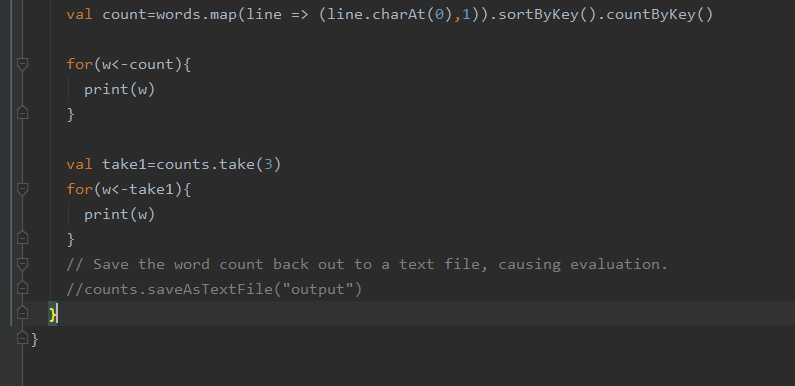 val count=words.map(line => (line.charAt(0),1)).sortByKey().countByKey()
for(w<-count){
print(w)
}
val take1=counts.take(3)
for(w<-take1){
print(w)
}
// Save the word count back out to a text file, causing evaluation.
//counts.saveAsTextFile("output")
}
}